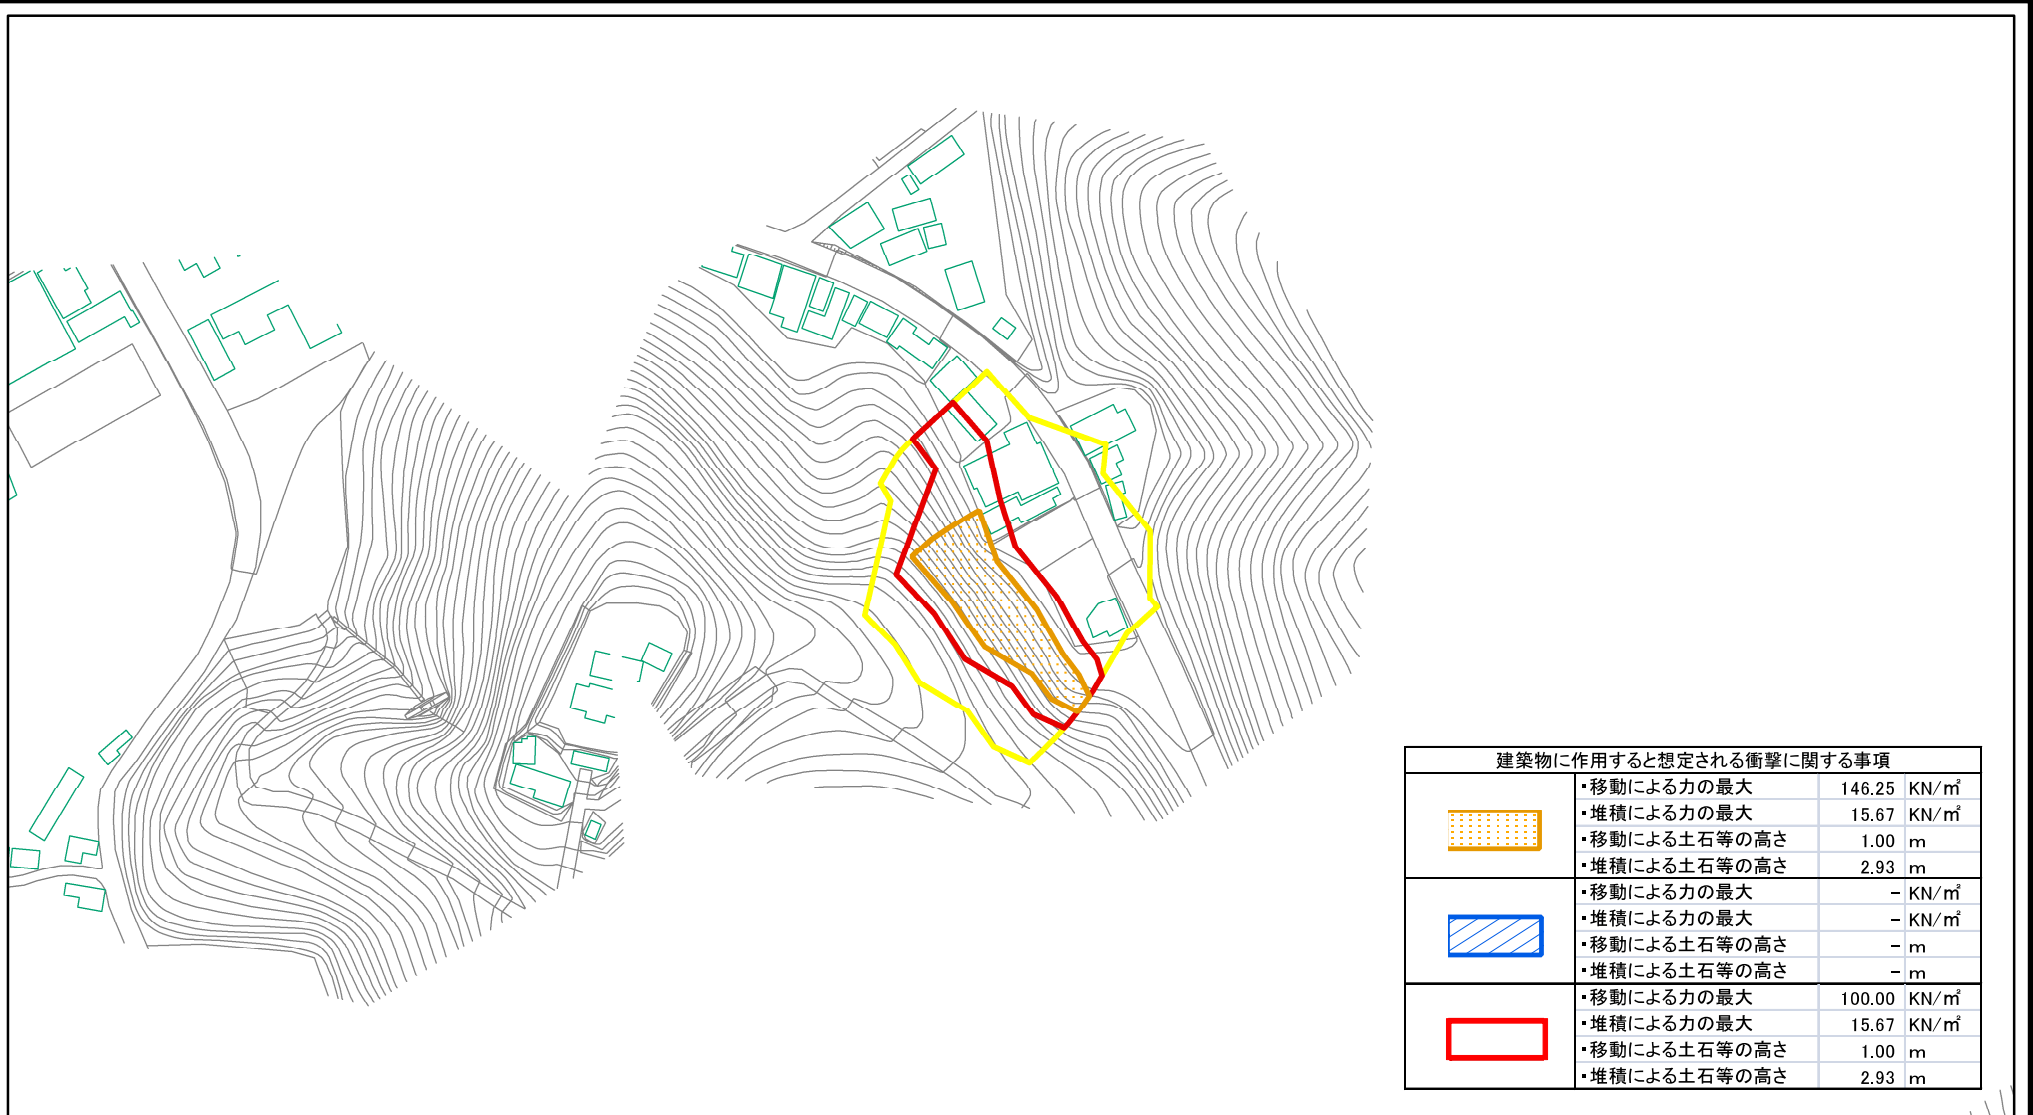 建築物に作用すると想定される衝撃に関する事項
・移動による力の最大 146.25 KN/㎡
・堆積による力の最大 15.67 KN/㎡
・移動による土石等の高さ 1.00 m
・堆積による土石等の高さ 2.93 m
・移動による力の最大 － KN/㎡
・堆積による力の最大 － KN/㎡
・移動による土石等の高さ － m
・堆積による土石等の高さ － m
・移動による力の最大 100.00 KN/㎡
・堆積による力の最大 15.67 KN/㎡
・移動による土石等の高さ 1.00 m
・堆積による土石等の高さ 2.93 m